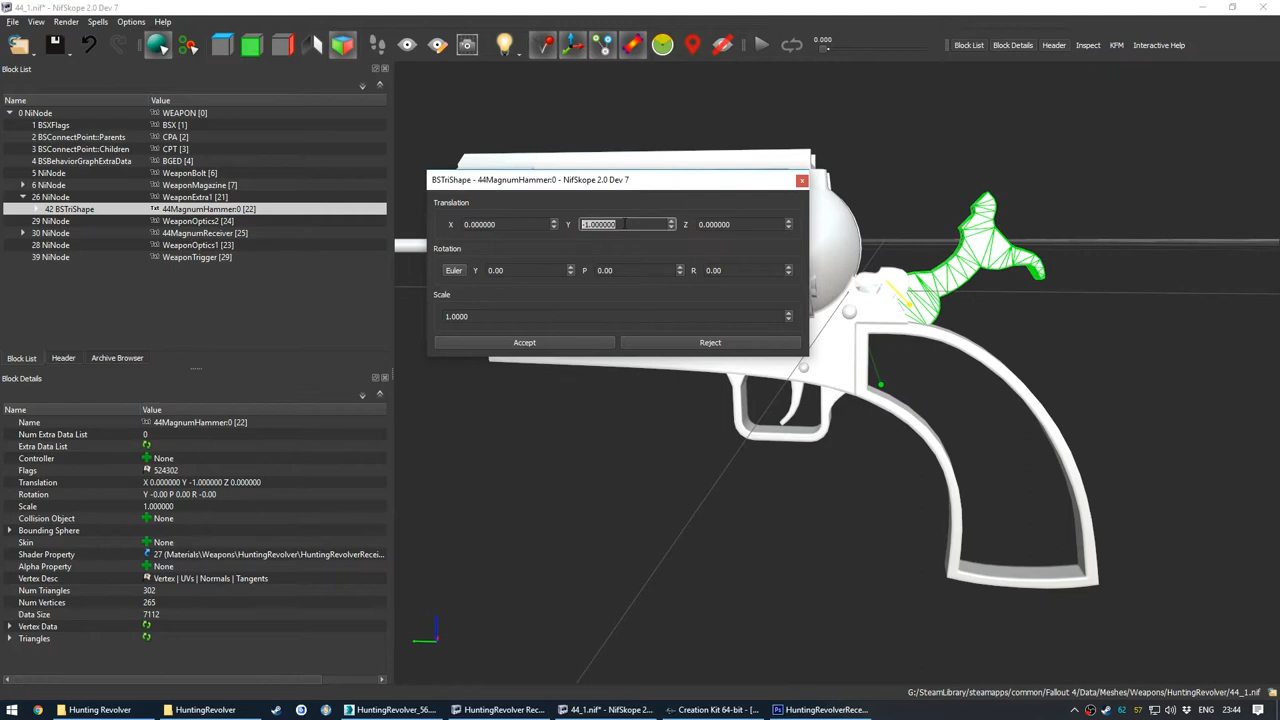 44_1.nif* - NifSkope 2.0 Dev 7
File View Render Spells Options Help
0.000
Block List Block Details Header Inspect KFM Interactive Help
Block List
Name Value
0 NiNode WEAPON [0]
1 BSXFlags BSX [1]
2 BSConnectPoint::Parents CPA [2]
3 BSConnectPoint::Children CPT [3]
4 BSBehaviorGraphExtraData BGED [4]
5 NiNode WeaponBolt [6]
6 NiNode WeaponMagazine [7]
26 NiNode WeaponExtra1 [21]
42 BSTriShape 44MagnumHammer:0 [22]
29 NiNode WeaponOptics2 [24]
30 NiNode 44MagnumReceiver [25]
28 NiNode WeaponOptics1 [23]
39 NiNode WeaponTrigger [29]
BSTriShape - 44MagnumHammer:0 - NifSkope 2.0 Dev 7
x
Translation
X 0.000000 Y -1.000000 Z 0.000000
Rotation
Euler Y 0.00 P 0.00 R 0.00
Scale
1.0000
Accept Reject
Block List Header Archive Browser
Block Details
Name Value
Name 44MagnumHammer:0 [22]
Num Extra Data List 0
Extra Data List
Controller None
Flags 524302
Translation X 0.000000 Y -1.000000 Z 0.000000
Rotation Y -0.00 P 0.00 R -0.00
Scale 1.000000
Collision Object None
Bounding Sphere
Skin None
Shader Property 27 (Materials\Weapons\HuntingRevolver\HuntingRevolverRecei...
Alpha Property None
Vertex Desc Vertex | UVs | Normals | Tangents
Num Triangles 302
Num Vertices 265
Data Size 7112
Vertex Data
Triangles
G:/SteamLibrary/steamapps/common/Fallout 4/Data/Meshes/Weapons/HuntingRevolver/44_1.nif
Hunting Revolver HuntingRevolver HuntingRevolver_56... Hunting Revolver Rec... 44_1.nif* - NifSkope 2... Creation Kit 64-bit - ... HuntingRevolverRece... 62 57 ENG 23:44